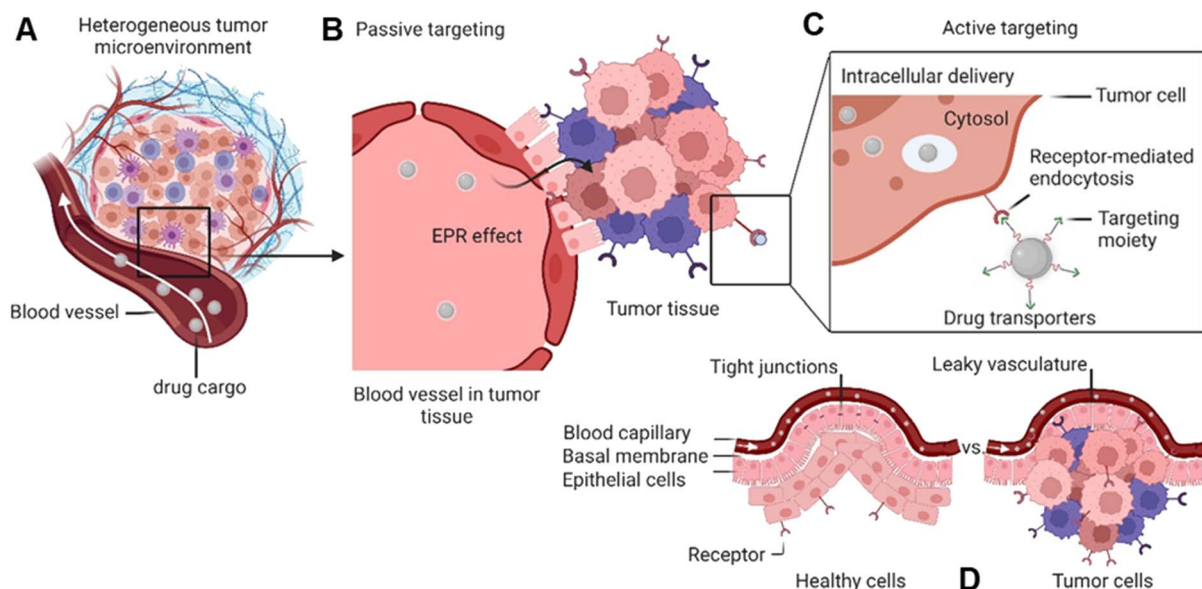 A
Heterogeneous tumor
microenvironment
Blood vessel
drug cargo
B
Passive targeting
EPR effect
Tumor tissue
Blood vessel in tumor
tissue
C
Active targeting
Intracellular delivery
Cytosol
Tumor cell
Receptor-mediated
endocytosis
Targeting
moiety
Drug transporters
Tight junctions
Leaky vasculature
Blood capillary
Basal membrane
Epithelial cells
vs.
Receptor
Healthy cells
D
Tumor cells